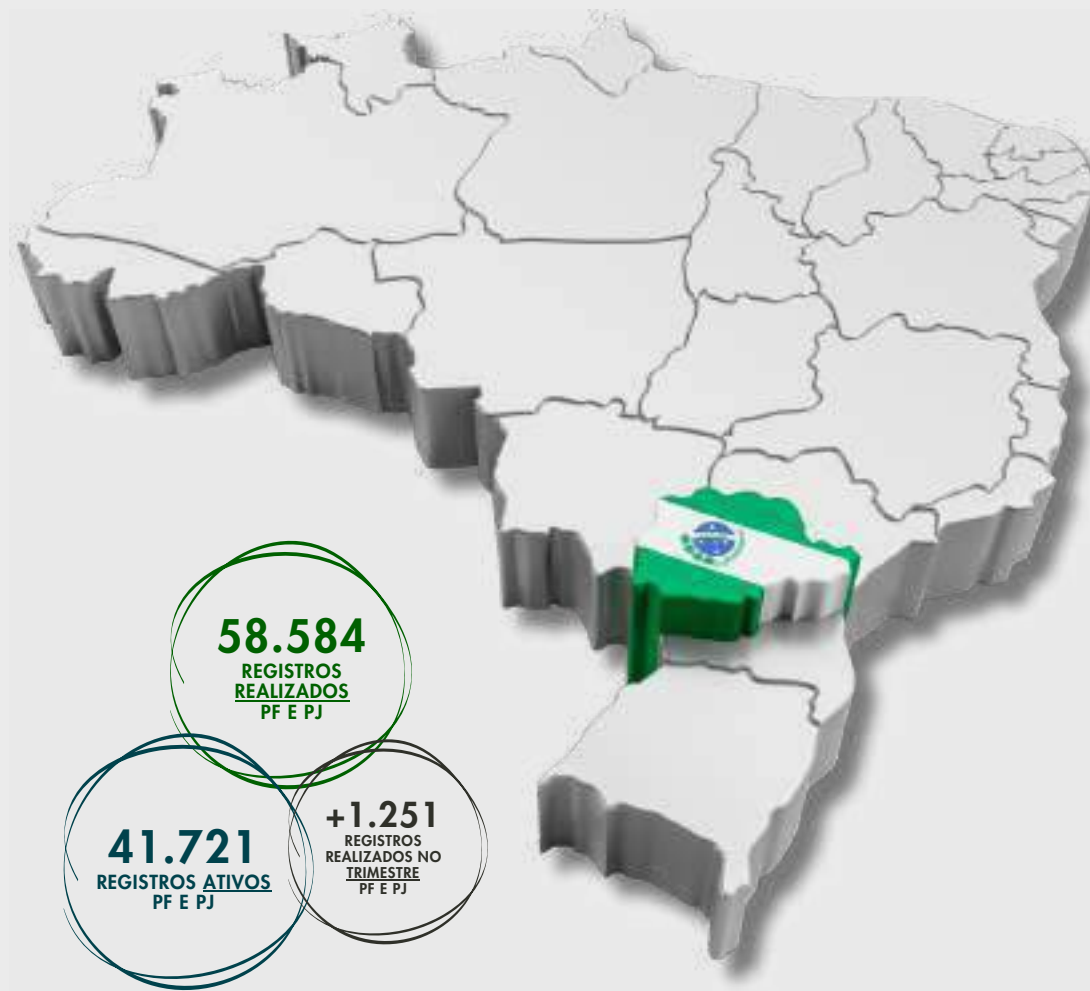 58.584
REGISTROS
REALIZADOS
PF E PJ
41.721
REGISTROS ATIVOS
PF E PJ
+1.251
REGISTROS
REALIZADOS NO
TRIMESTRE
PF E PJ